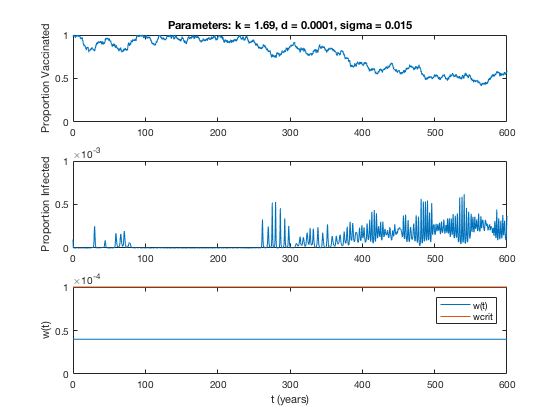 Parameters: k = 1.69, d = 0.0001, sigma = 0.015
Proportion Vaccinated
1
0.5
0
0 100 200 300 400 500 600
×10-3
Proportion Infected
1
0.5
0
0 100 200 300 400 500 600
×10-4
w(t)
1
0.5
0
w(t)
wcrit
0 100 200 300 400 500 600
t (years)